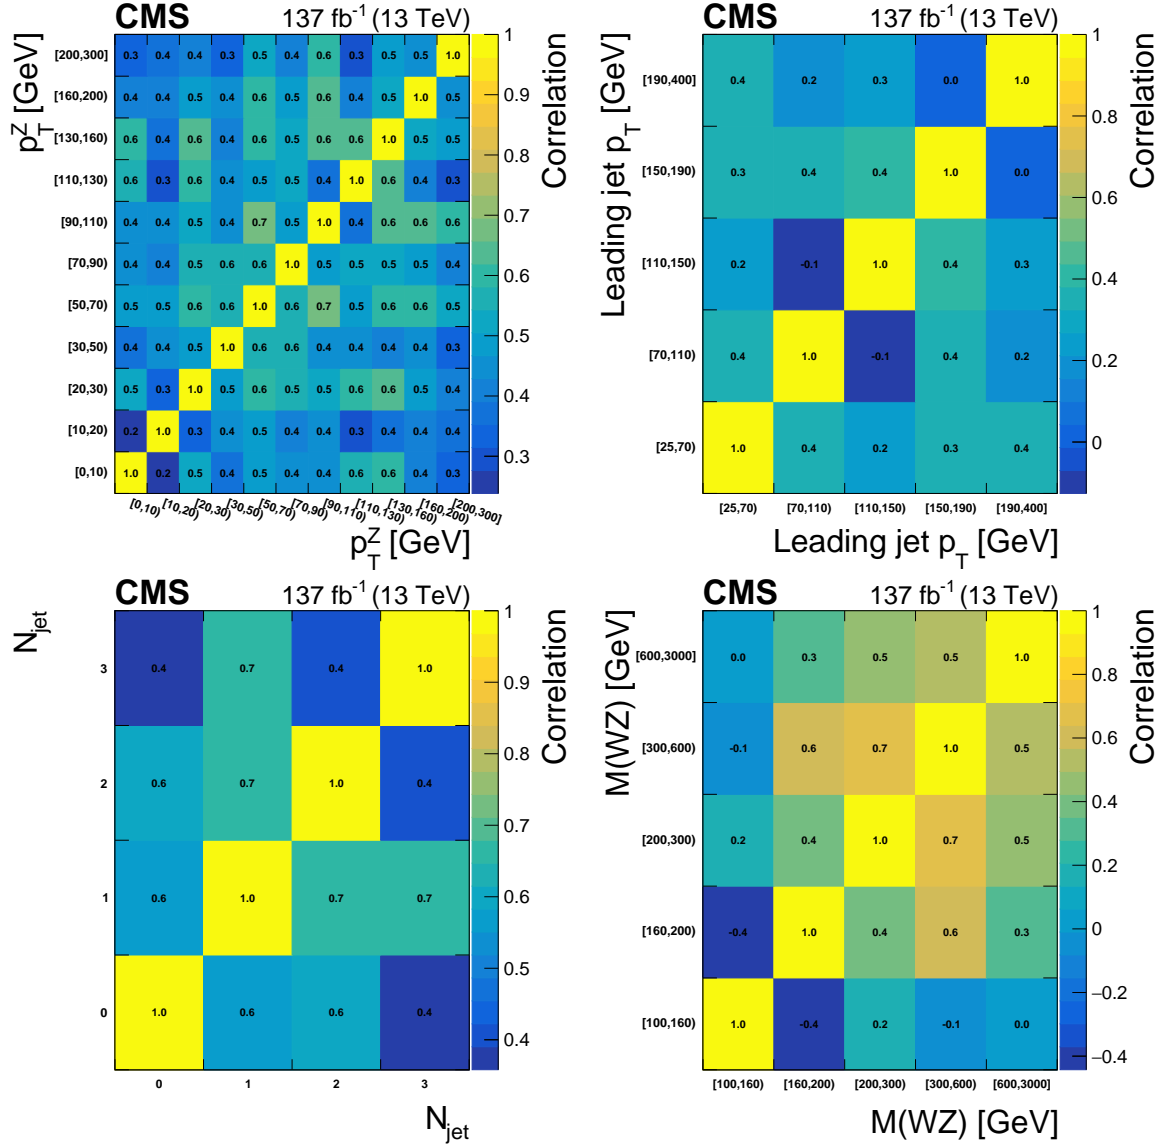 CMS 137 fb⁻¹ (13 TeV)
p_T^Z [GeV]
[200,300] 0.3 0.4 0.4 0.3 0.5 0.4 0.6 0.3 0.5 0.5 1.0
[160,200) 0.4 0.4 0.5 0.4 0.6 0.5 0.6 0.4 0.5 1.0 0.5
[130,160) 0.6 0.4 0.6 0.4 0.6 0.5 0.6 0.6 1.0 0.5 0.5
[110,130) 0.6 0.3 0.6 0.4 0.5 0.5 0.4 1.0 0.6 0.4 0.3
[90,110) 0.4 0.4 0.5 0.4 0.7 0.5 1.0 0.4 0.6 0.6 0.6
[70,90) 0.4 0.4 0.5 0.6 0.6 1.0 0.5 0.5 0.5 0.5 0.4
[50,70) 0.5 0.5 0.6 0.6 1.0 0.6 0.7 0.5 0.6 0.6 0.5
[30,50) 0.4 0.4 0.5 1.0 0.6 0.6 0.4 0.4 0.4 0.4 0.3
[20,30) 0.5 0.3 1.0 0.5 0.6 0.5 0.5 0.6 0.6 0.5 0.4
[10,20) 0.2 1.0 0.3 0.4 0.5 0.4 0.4 0.3 0.4 0.4 0.4
[0,10) 1.0 0.2 0.5 0.4 0.5 0.4 0.4 0.6 0.6 0.4 0.3
[0,10) [10,20) [20,30) [30,50) [50,70) [70,90) [90,110) [110,130) [130,160) [160,200) [200,300]
p_T^Z [GeV]
1
0.9
0.8
0.7
0.6
0.5
0.4
0.3
Correlation
CMS 137 fb⁻¹ (13 TeV)
Leading jet p_T [GeV]
[190,400] 0.4 0.2 0.3 0.0 1.0
[150,190) 0.3 0.4 0.4 1.0 0.0
[110,150) 0.2 -0.1 1.0 0.4 0.3
[70,110) 0.4 1.0 -0.1 0.4 0.2
[25,70) 1.0 0.4 0.2 0.3 0.4
[25,70) [70,110) [110,150) [150,190) [190,400]
Leading jet p_T [GeV]
1
0.8
0.6
0.4
0.2
0
Correlation
CMS 137 fb⁻¹ (13 TeV)
N_jet
3 0.4 0.7 0.4 1.0
2 0.6 0.7 1.0 0.4
1 0.6 1.0 0.7 0.7
0 1.0 0.6 0.6 0.4
0 1 2 3
N_jet
1
0.9
0.8
0.7
0.6
0.5
0.4
Correlation
CMS 137 fb⁻¹ (13 TeV)
M(WZ) [GeV]
[600,3000] 0.0 0.3 0.5 0.5 1.0
[300,600) -0.1 0.6 0.7 1.0 0.5
[200,300) 0.2 0.4 1.0 0.7 0.5
[160,200) -0.4 1.0 0.4 0.6 0.3
[100,160) 1.0 -0.4 0.2 -0.1 0.0
[100,160) [160,200) [200,300) [300,600) [600,3000]
M(WZ) [GeV]
1
0.8
0.6
0.4
0.2
0
−0.2
−0.4
Correlation